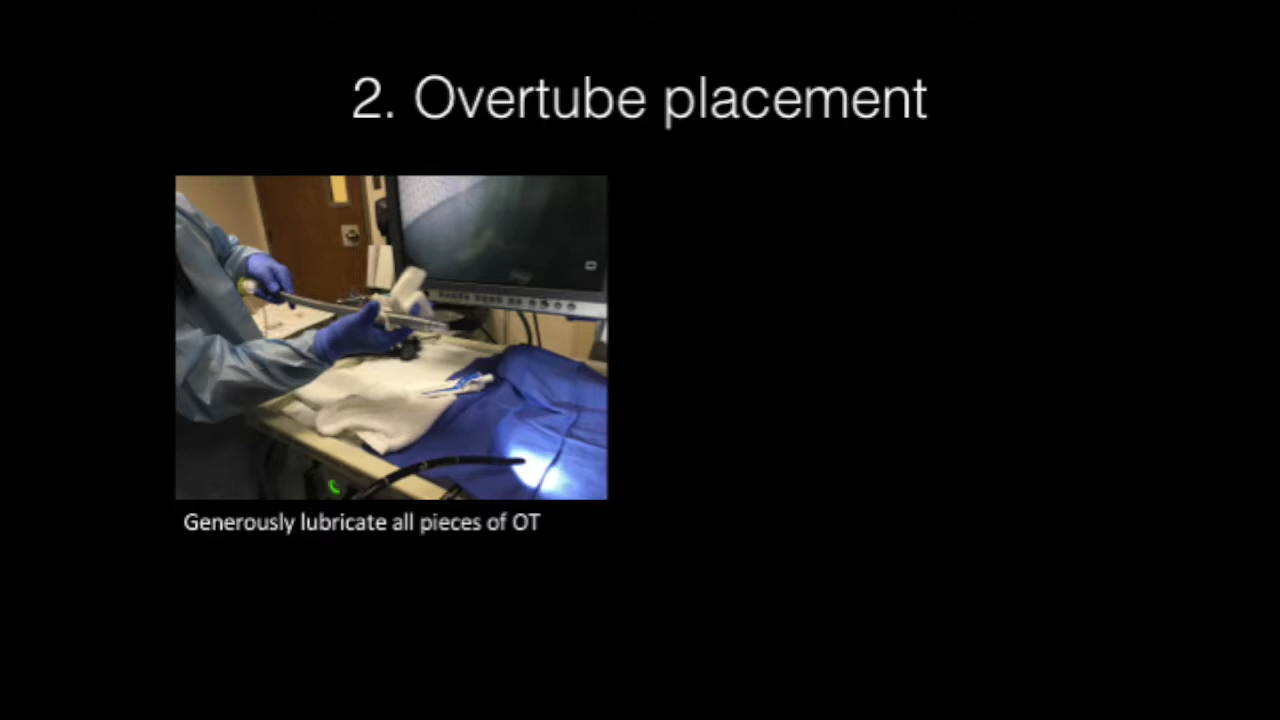 2. Overtube placement
Generously lubricate all pieces of OT